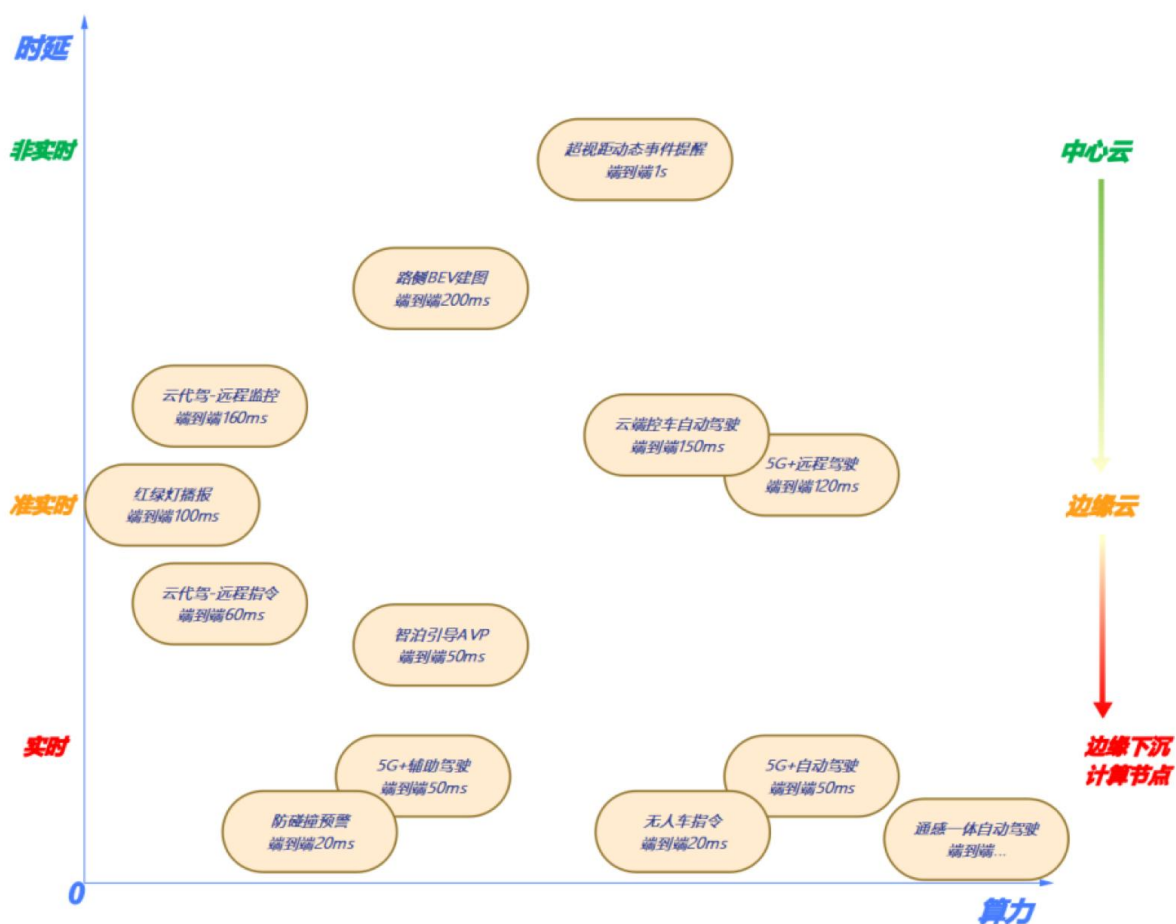 时延
非实时
超视距动态事件提醒
端到端1s
中心云
路侧BEV建图
端到端200ms
云代驾-远程监控
端到端160ms
云端控车自动驾驶
端到端150ms
5G+远程驾驶
端到端120ms
准实时
红绿灯播报
端到端100ms
边缘云
云代驾-远程指令
端到端60ms
智泊引导AVP
端到端50ms
实时
5G+辅助驾驶
端到端50ms
5G+自动驾驶
端到端50ms
边缘下沉
计算节点
防碰撞预警
端到端20ms
无人车指令
端到端20ms
通感一体自动驾驶
端到端...
0
算力